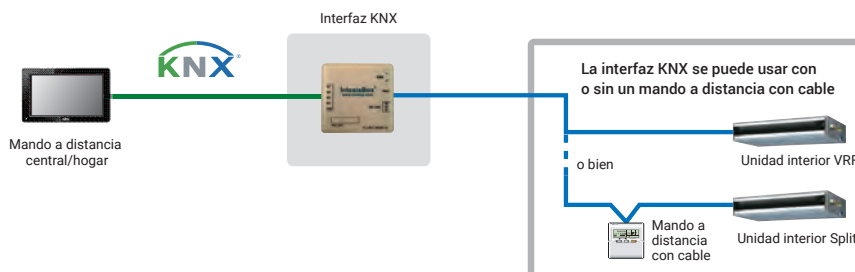 Interfaz KNX
KNX®
Mando a distancia
central/hogar
IntesisBox®
La interfaz KNX se puede usar con
o sin un mando a distancia con cable
Unidad interior VRF
o bien
Mando a
distancia
con cable
Unidad interior Split